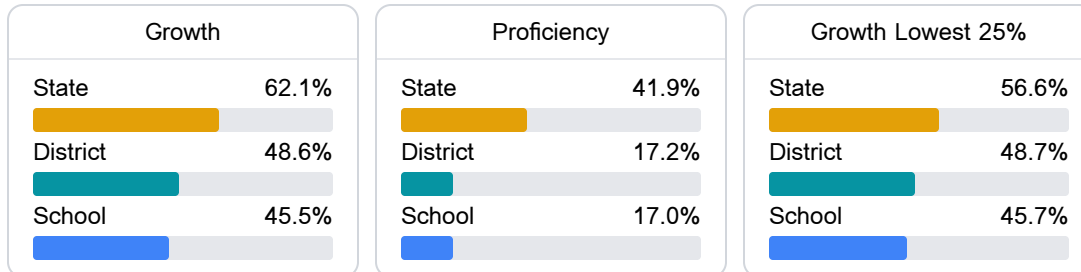 Growth
State 62.1%
District 48.6%
School 45.5%
Proficiency
State 41.9%
District 17.2%
School 17.0%
Growth Lowest 25%
State 56.6%
District 48.7%
School 45.7%